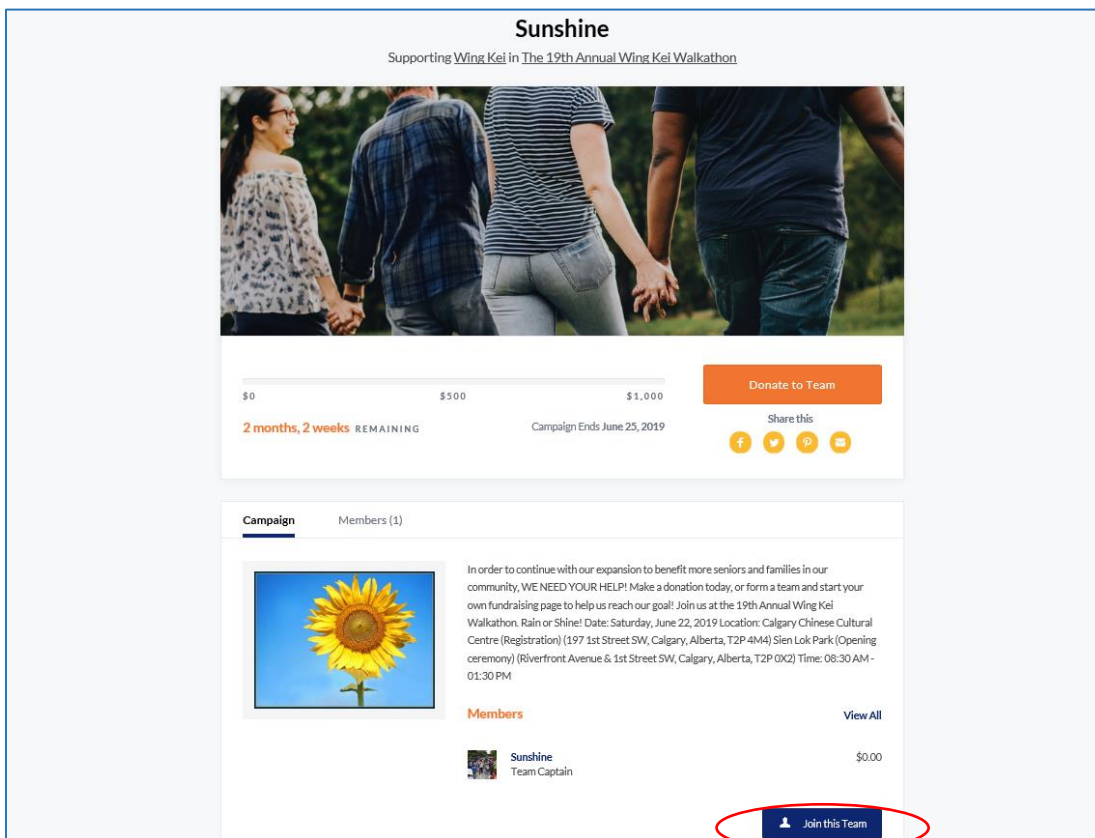 Sunshine
Supporting Wing Kei in The 19th Annual Wing Kei Walkathon
Donate to Team
$0 $500 $1,000
Share this
2 months, 2 weeks REMAINING
Campaign Ends June 25, 2019
Campaign Members (1)
In order to continue with our expansion to benefit more seniors and families in our
community, WE NEED YOUR HELP! Make a donation today, or form a team and start your
own fundraising page to help us reach our goal! Join us at the 19th Annual Wing Kei
Walkathon. Rain or Shine! Date: Saturday, June 22, 2019 Location: Calgary Chinese Cultural
Centre (Registration) (197 1st Street SW, Calgary, Alberta, T2P 4M4) Sien Lok Park (Opening
ceremony) (Riverfront Avenue & 1st Street SW, Calgary, Alberta, T2P 0X2) Time: 08:30 AM -
01:30 PM
Members View All
Sunshine $0.00
Team Captain
Join this Team